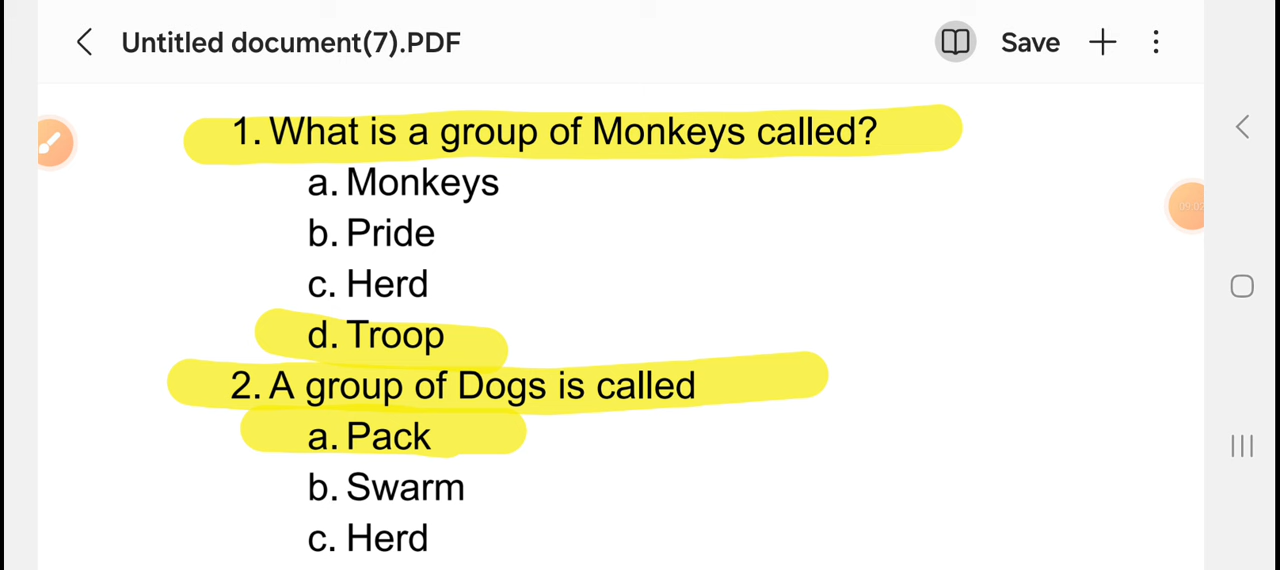 Untitled document(7).PDF
Save
1. What is a group of Monkeys called?
a. Monkeys
b. Pride
c. Herd
d. Troop
2. A group of Dogs is called
a. Pack
b. Swarm
c. Herd